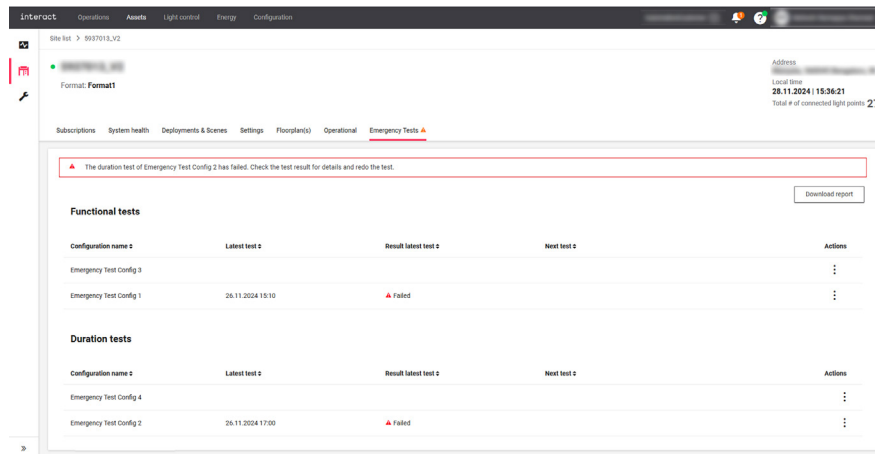 interact Operations Assets Light control Energy Configuration
Site list > 5937013_V2
Format: Format1
Address
Local time
28.11.2024 | 15:36:21
Total # of connected light points
Subscriptions System health Deployments & Scenes Settings Floorplan(s) Operational Emergency Tests
The duration test of Emergency Test Config 2 has failed. Check the test result for details and redo the test.
Download report
Functional tests
Configuration name Latest test Result latest test Next test Actions
Emergency Test Config 3
Emergency Test Config 1 26.11.2024 15:10 Failed
Duration tests
Configuration name Latest test Result latest test Next test Actions
Emergency Test Config 4
Emergency Test Config 2 26.11.2024 17:00 Failed